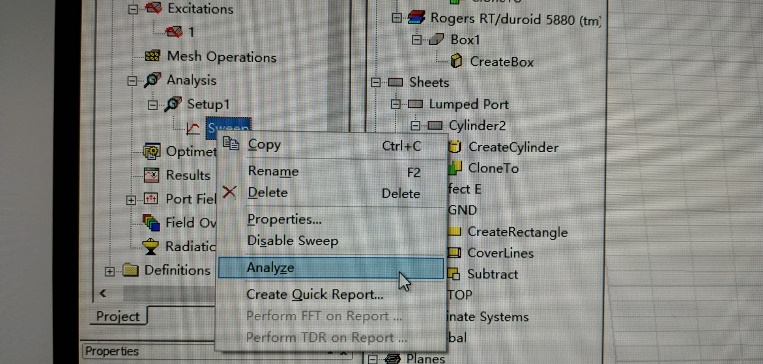 Excitations
1
Mesh Operations
Analysis
Setup1
Sweep
Optimet
Results
Port Fiel
Field Ov
Radiatic
Definitions
Project
Properties
Copy Ctrl+C
Rename F2
Delete Delete
Properties...
Disable Sweep
Analyze
Create Quick Report...
Perform FFT on Report ...
Perform TDR on Report ...
Rogers RT/duroid 5880 (tm)
Box1
CreateBox
Sheets
Lumped Port
Cylinder2
CreateCylinder
CloneTo
fect E
GND
CreateRectangle
CoverLines
Subtract
TOP
inate Systems
bal
Planes